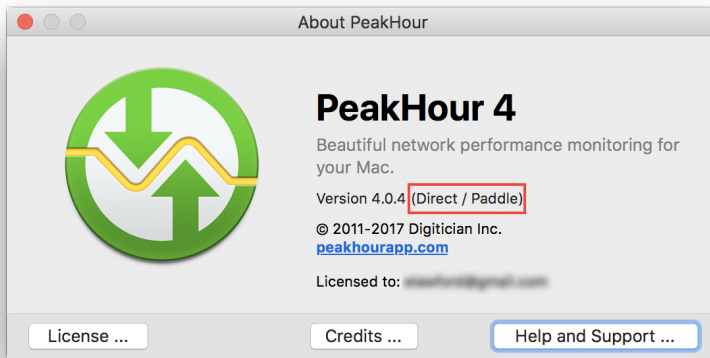 About PeakHour
PeakHour 4
Beautiful network performance monitoring for
your Mac.
Version 4.0.4 (Direct / Paddle)
© 2011-2017 Digitician Inc.
peakhourapp.com
Licensed to:
License ...
Credits ...
Help and Support ...